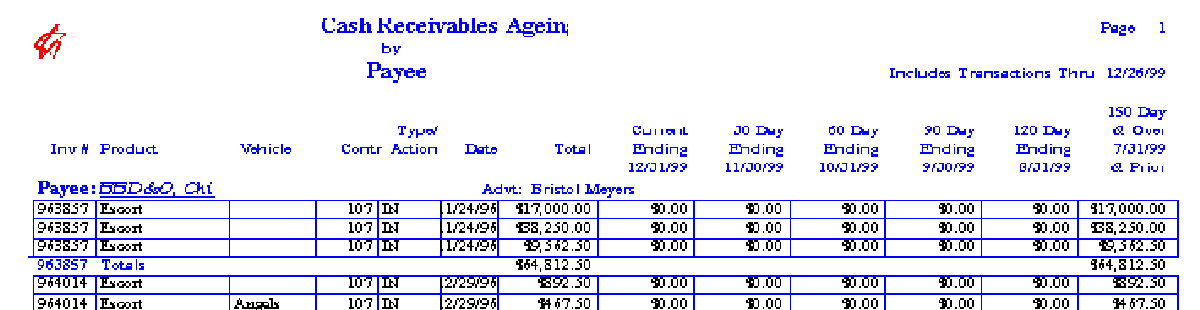 Cash Receivables Agein
Page 1
by
Payee
Includes Transactions Thru 12/26/99
150 Day
Type/ Current 30 Day 60 Day 90 Day 120 Day & Over
Inv # Product Vehicle Contr Action Date Total Ending Ending Ending Ending Ending 7/31/99
12/31/99 11/30/99 10/31/99 9/30/99 8/31/99 & Prior
Payee: BBD&O, Chi Advt: Bristol Meyers
963857 Escort 107 IN 1/24/96 $17,000.00 $0.00 $0.00 $0.00 $0.00 $0.00 $17,000.00
963857 Escort 107 IN 1/24/96 $38,250.00 $0.00 $0.00 $0.00 $0.00 $0.00 $38,250.00
963857 Escort 107 IN 1/24/96 $9,562.50 $0.00 $0.00 $0.00 $0.00 $0.00 $9,562.50
963857 Totals $64,812.50 $64,812.50
964014 Escort 107 IN 2/29/96 $892.50 $0.00 $0.00 $0.00 $0.00 $0.00 $892.50
964014 Escort Angels 107 IN 2/29/96 $467.50 $0.00 $0.00 $0.00 $0.00 $0.00 $467.50